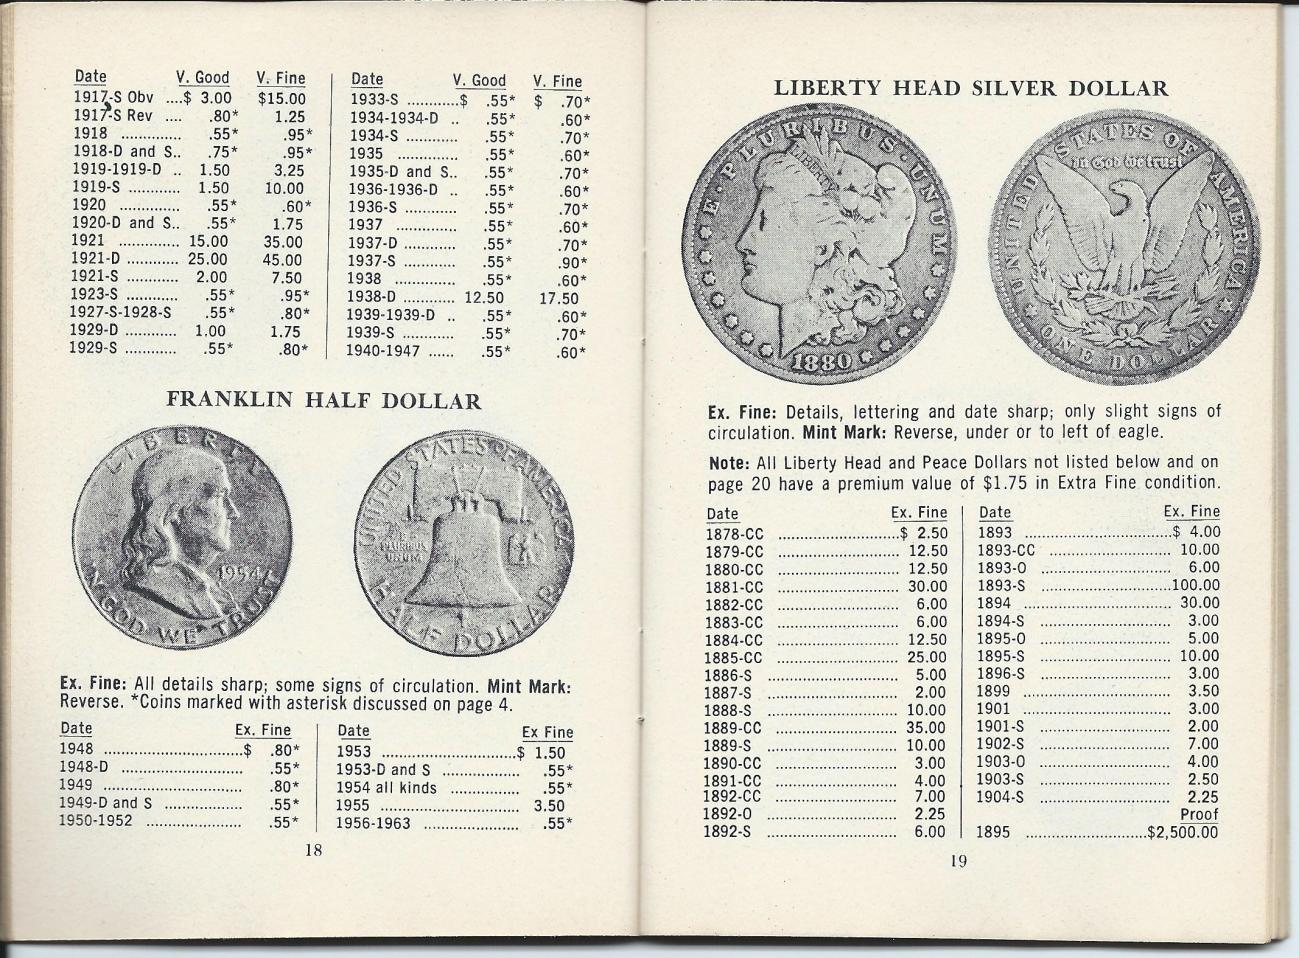 Date V. Good V. Fine
1917-S Obv ....$ 3.00 $15.00
1917-S Rev .... .80* 1.25
1918 ............. .55* .95*
1918-D and S.. .75* .95*
1919-1919-D .. 1.50 3.25
1919-S ........... 1.50 10.00
1920 ............. .55* .60*
1920-D and S.. .55* 1.75
1921 ............. 15.00 35.00
1921-D ........... 25.00 45.00
1921-S ........... 2.00 7.50
1923-S ........... .55* .95*
1927-S-1928-S .55* .80*
1929-D ........... 1.00 1.75
1929-S ........... .55* .80*
Date V. Good V. Fine
1933-S ...........$ .55* $ .70*
1934-1934-D .. .55* .60*
1934-S ........... .55* .70*
1935 ............. .55* .60*
1935-D and S.. .55* .70*
1936-1936-D .. .55* .60*
1936-S ........... .55* .70*
1937 ............. .55* .60*
1937-D ........... .55* .70*
1937-S ........... .55* .90*
1938 ............. .55* .60*
1938-D ........... 12.50 17.50
1939-1939-D .. .55* .60*
1939-S ........... .55* .70*
1940-1947 ...... .55* .60*
FRANKLIN HALF DOLLAR
LIBERTY
IN GOD WE TRUST
1954
UNITED STATES OF AMERICA
E PLURIBUS
UNUM
HALF DOLLAR
Ex. Fine: All details sharp; some signs of circulation. Mint Mark:
Reverse. *Coins marked with asterisk discussed on page 4.
Date Ex. Fine
1948 ............................$ .80*
1948-D ........................... .55*
1949 ............................. .80*
1949-D and S ................ .55*
1950-1952 .................... .55*
Date Ex Fine
1953 ...........................$ 1.50
1953-D and S ................ .55*
1954 all kinds .............. .55*
1955 ............................ 3.50
1956-1963 .................... .55*
18
LIBERTY HEAD SILVER DOLLAR
E·PLURIBUS·UNUM
LIBERTY
1880
UNITED STATES OF AMERICA
In God we trust
ONE DOLLAR
Ex. Fine: Details, lettering and date sharp; only slight signs of
circulation. Mint Mark: Reverse, under or to left of eagle.
Note: All Liberty Head and Peace Dollars not listed below and on
page 20 have a premium value of $1.75 in Extra Fine condition.
Date Ex. Fine
1878-CC ............................$ 2.50
1879-CC ............................ 12.50
1880-CC ............................ 12.50
1881-CC ............................ 30.00
1882-CC ............................ 6.00
1883-CC ............................ 6.00
1884-CC ............................ 12.50
1885-CC ............................ 25.00
1886-S .............................. 5.00
1887-S .............................. 2.00
1888-S .............................. 10.00
1889-CC ............................ 35.00
1889-S .............................. 10.00
1890-CC ............................ 3.00
1891-CC ............................ 4.00
1892-CC ............................ 7.00
1892-O .............................. 2.25
1892-S .............................. 6.00
Date Ex. Fine
1893 ................................$ 4.00
1893-CC ............................ 10.00
1893-O .............................. 6.00
1893-S ..............................100.00
1894 ................................ 30.00
1894-S .............................. 3.00
1895-O .............................. 5.00
1895-S .............................. 10.00
1896-S .............................. 3.00
1899 ................................ 3.50
1901 ................................ 3.00
1901-S .............................. 2.00
1902-S .............................. 7.00
1903-O .............................. 4.00
1903-S .............................. 2.50
1904-S .............................. 2.25
Proof
1895 ...........................$2,500.00
19